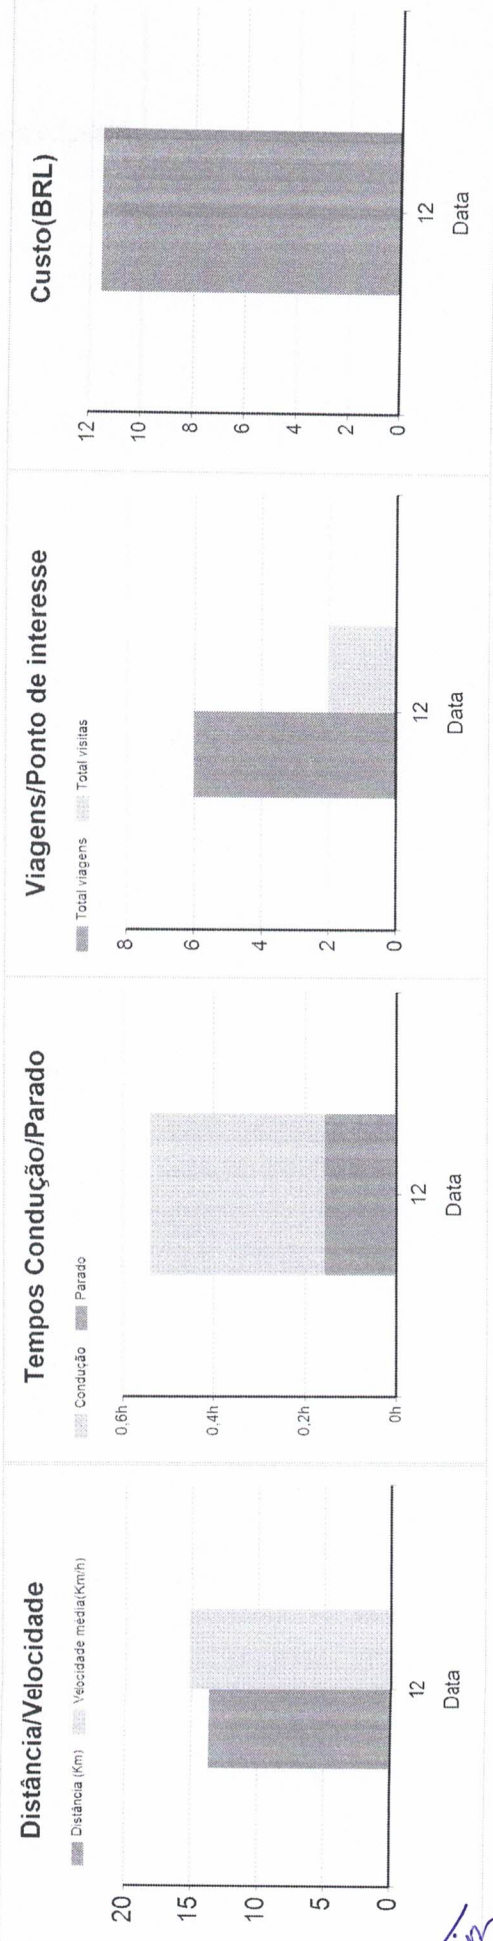 Distância/Velocidade
Distância (Km) Velocidade média(Km/h)
20
15
10
5
0
12
Data
Tempos Condução/Parado
Condução Parado
0,6h
0,4h
0,2h
0h
12
Data
Viagens/Ponto de interesse
Total viagens Total visitas
8
6
4
2
0
12
Data
Custo(BRL)
12
10
8
6
4
2
0
12
Data